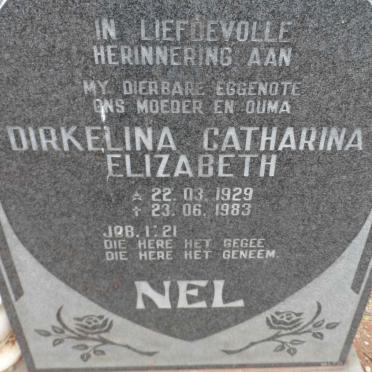 IN LIEFDEVOLLE
HERINNERING AAN
MY DIERBARE EGGENOTE
ONS MOEDER EN OUMA
DIRKELINA CATHARINA
ELIZABETH
* 22. 03. 1929
† 23. 06. 1983
JOB. 1:21
DIE HERE HET GEGEE
DIE HERE HET GENEEM.
NEL